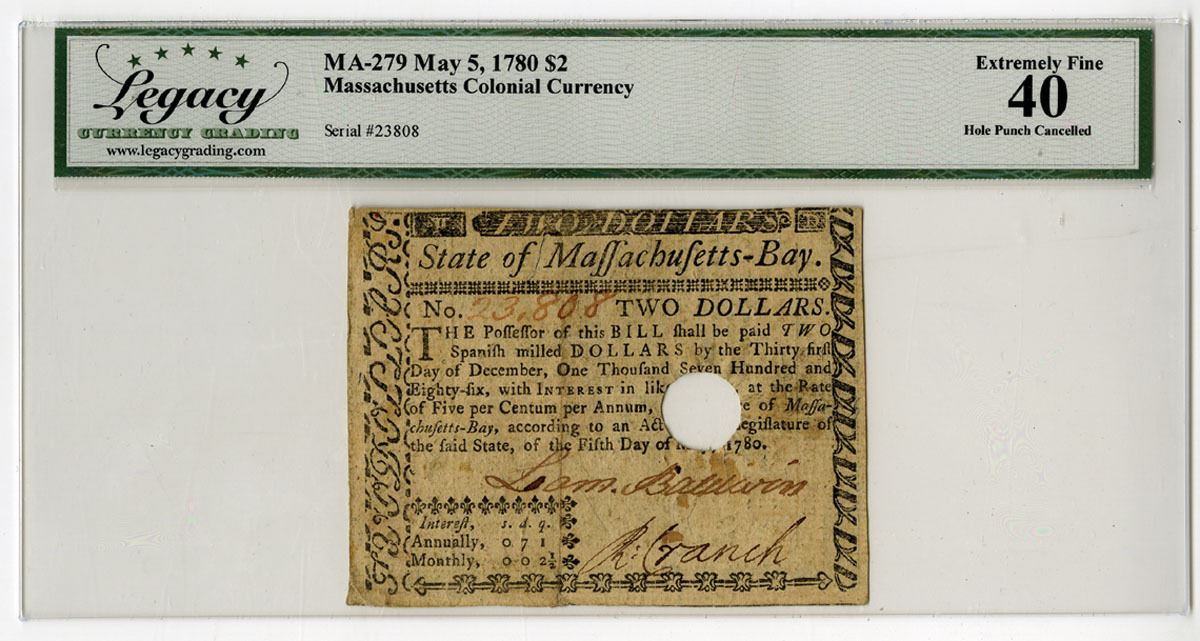 Legacy
CURRENCY GRADING
www.legacygrading.com
MA-279 May 5, 1780 $2
Massachusetts Colonial Currency
Serial #23808
Extremely Fine
40
Hole Punch Cancelled
TWO DOLLARS
State of Maſſachuſetts-Bay.
No. 23,808 TWO DOLLARS.
THE Poſſeſſor of this BILL ſhall be paid TWO
Spaniſh milled DOLLARS by the Thirty firſt
Day of December, One Thouſand Seven Hundred and
Eighty-ſix, with INTEREST in at the Rate
of Five per Centum per Annum, of Maſſa-
chuſetts-Bay, according to an Act
the ſaid State, of the Fifth Day of 1780.
Loam. Baldwin
R: Cranch
Intereſt, s. d. q.
Annually, 0 7 1
Monthly, 0 0 2½